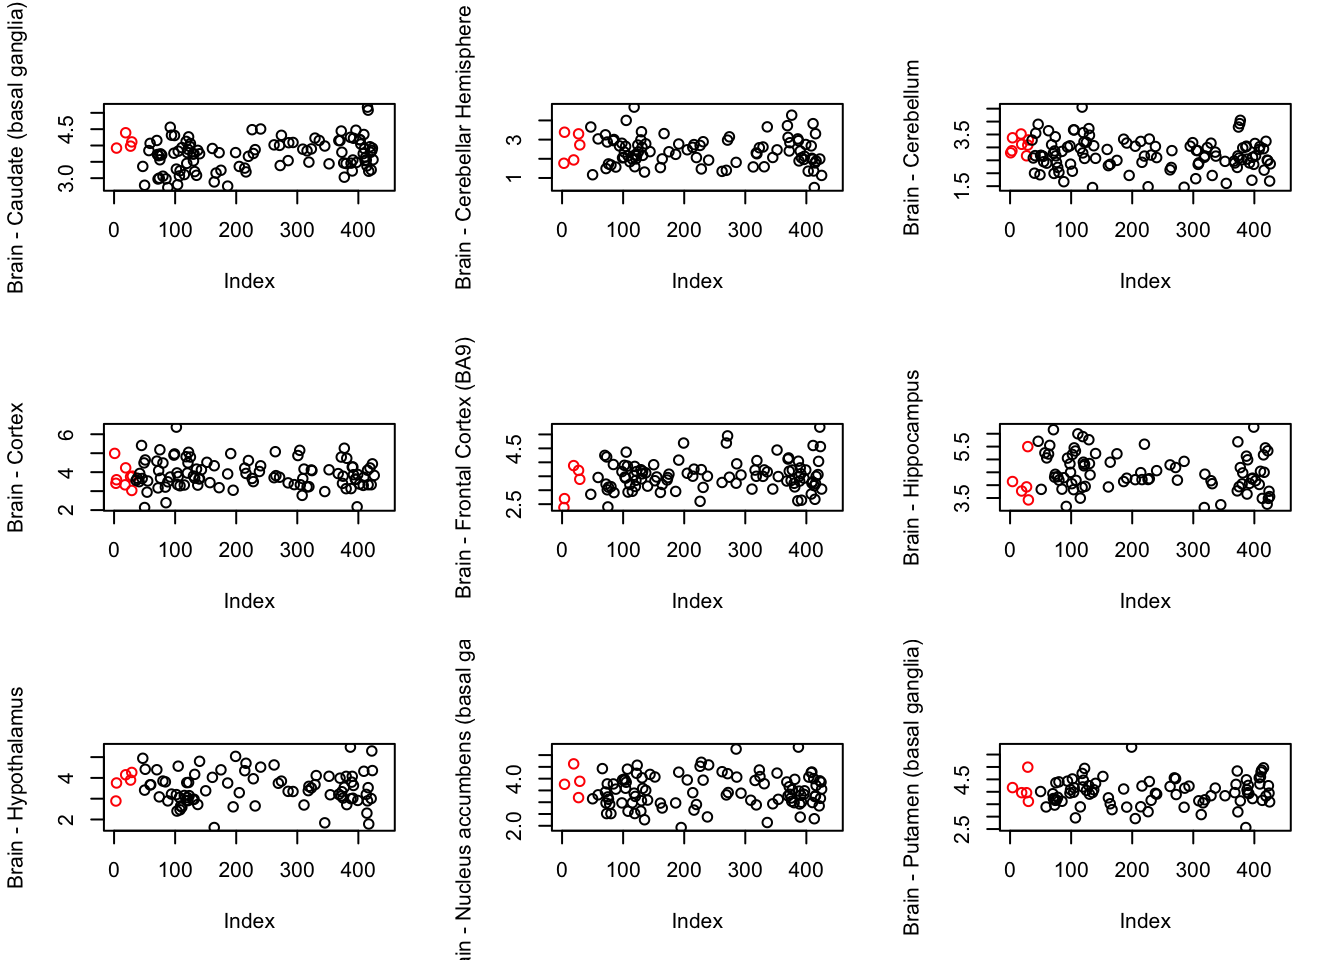 Brain - Caudate (basal ganglia)
3.0 4.5
0 100 200 300 400
Index
Brain - Cerebellar Hemisphere
1 3
0 100 200 300 400
Index
Brain - Cerebellum
1.5 3.5
0 100 200 300 400
Index
Brain - Cortex
2 4 6
0 100 200 300 400
Index
Brain - Frontal Cortex (BA9)
2.5 4.5
0 100 200 300 400
Index
Brain - Hippocampus
3.5 5.5
0 100 200 300 400
Index
Brain - Hypothalamus
2 4
0 100 200 300 400
Index
ain - Nucleus accumbens (basal ga
2.0 4.0
0 100 200 300 400
Index
Brain - Putamen (basal ganglia)
2.5 4.5
0 100 200 300 400
Index